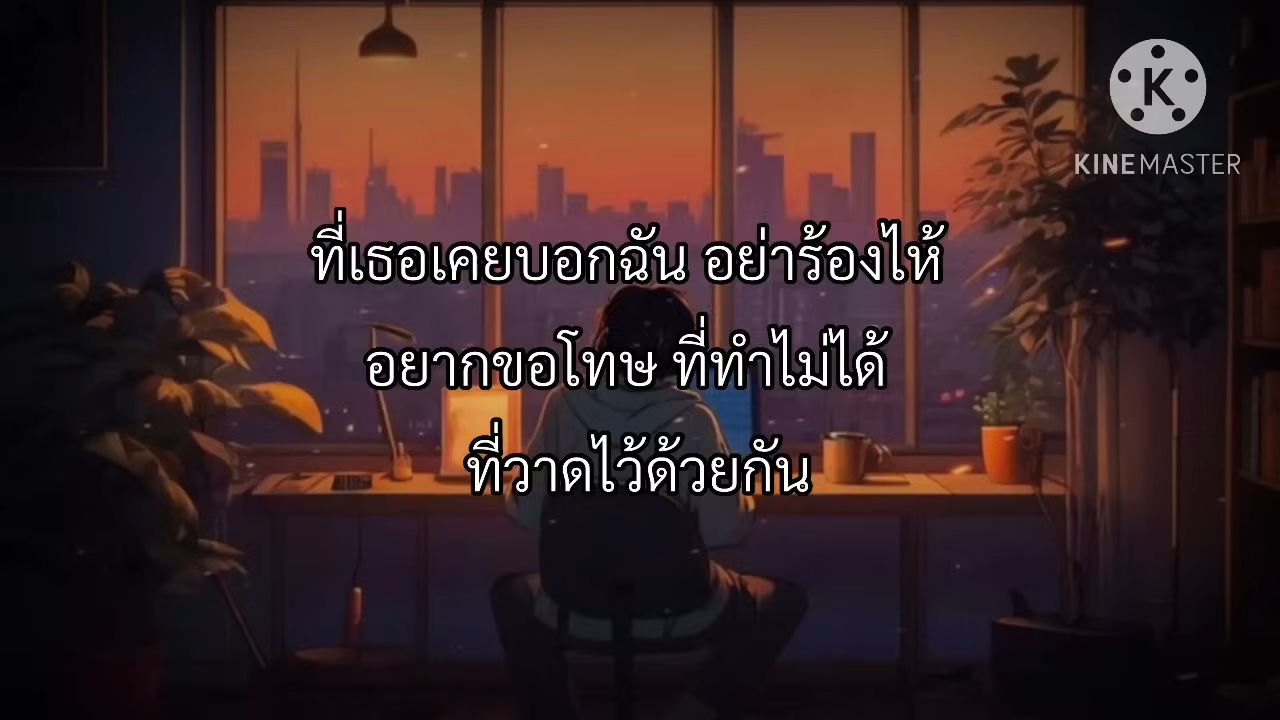 ที่เธอเคยบอกฉัน อย่าร้องไห้
อยากขอโทษ ที่ทำไม่ได้
ที่วาดไว้ด้วยกัน
K
KINEMASTER